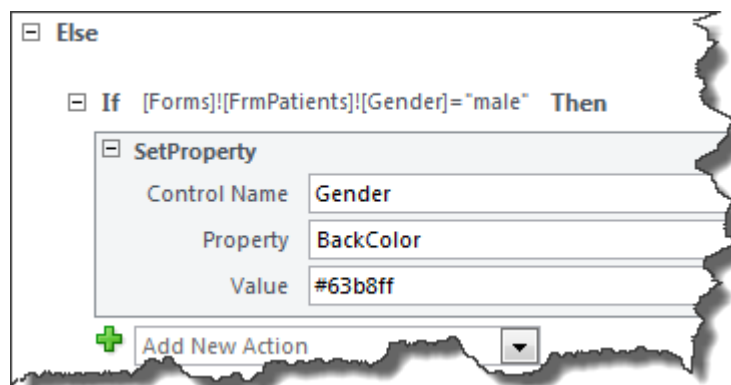 Else
If [Forms]![FrmPatients]![Gender]="male" Then
SetProperty
Control Name Gender
Property BackColor
Value #63b8ff
Add New Action